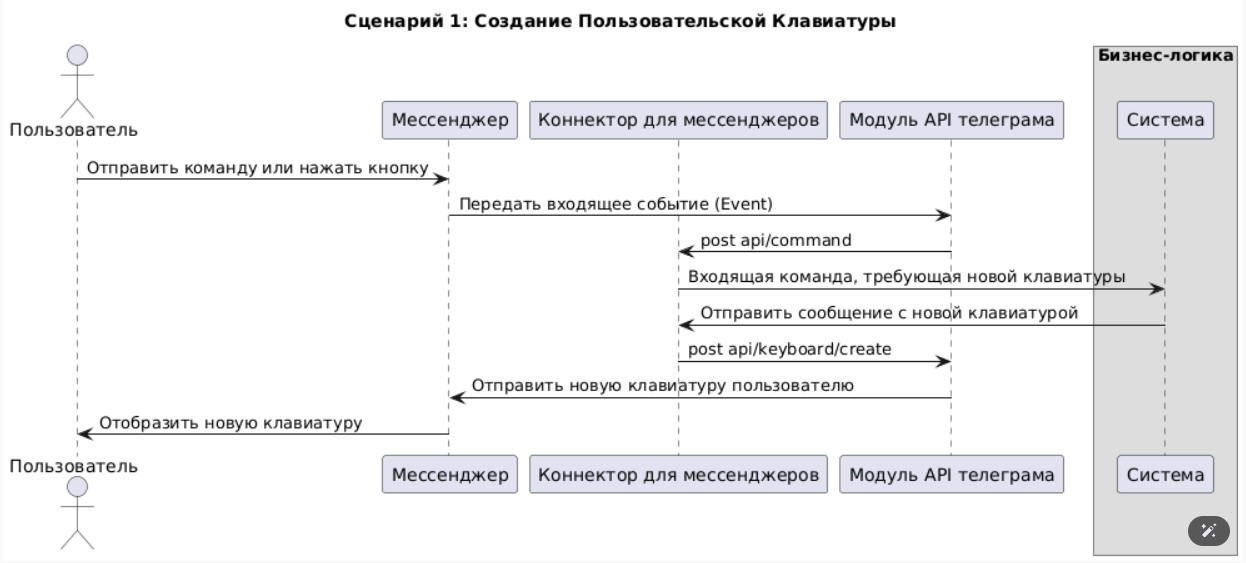 Сценарий 1: Создание Пользовательской Клавиатуры
Бизнес-логика
Пользователь
Мессенджер
Коннектор для мессенджеров
Модуль API телеграма
Система
Отправить команду или нажать кнопку
Передать входящее событие (Event)
post api/command
Входящая команда, требующая новой клавиатуры
Отправить сообщение с новой клавиатурой
post api/keyboard/create
Отправить новую клавиатуру пользователю
Отобразить новую клавиатуру
Пользователь
Мессенджер
Коннектор для мессенджеров
Модуль API телеграма
Система